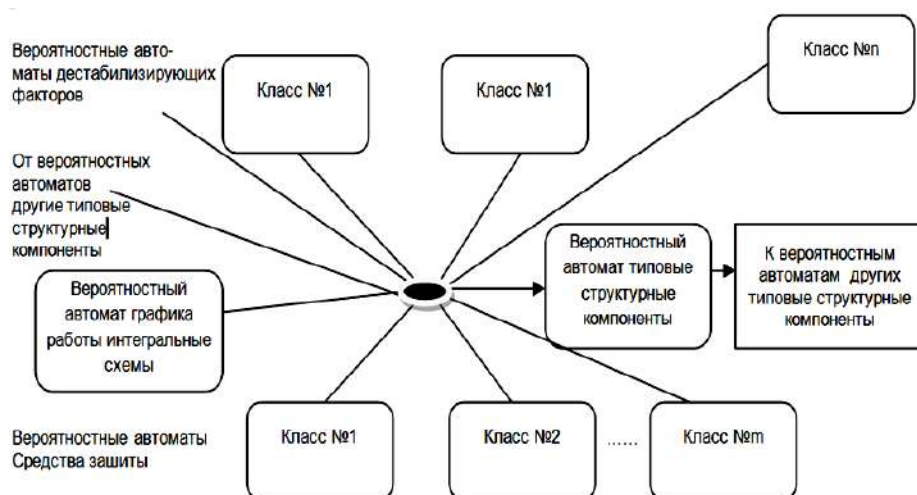 Вероятностные авто-
маты дестабилизирующих
факторов
Класс №1
Класс №1
Класс №n
От вероятностных
автоматов
другие типовые
структурные
компоненты
Вероятностный
автомат графика
работы интегральные
схемы
Вероятностный
автомат типовые
структурные
компоненты
К вероятностным
автоматам других
типовые структурные
компоненты
Вероятностные автоматы
Средства зашиты
Класс №1
Класс №2
......
Класс №m